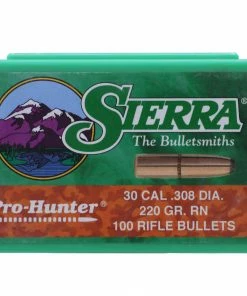 SIERRA®
The Bulletsmiths
Pro-Hunter
30 CAL .308 DIA.
220 GR. RN
100 RIFLE BULLETS